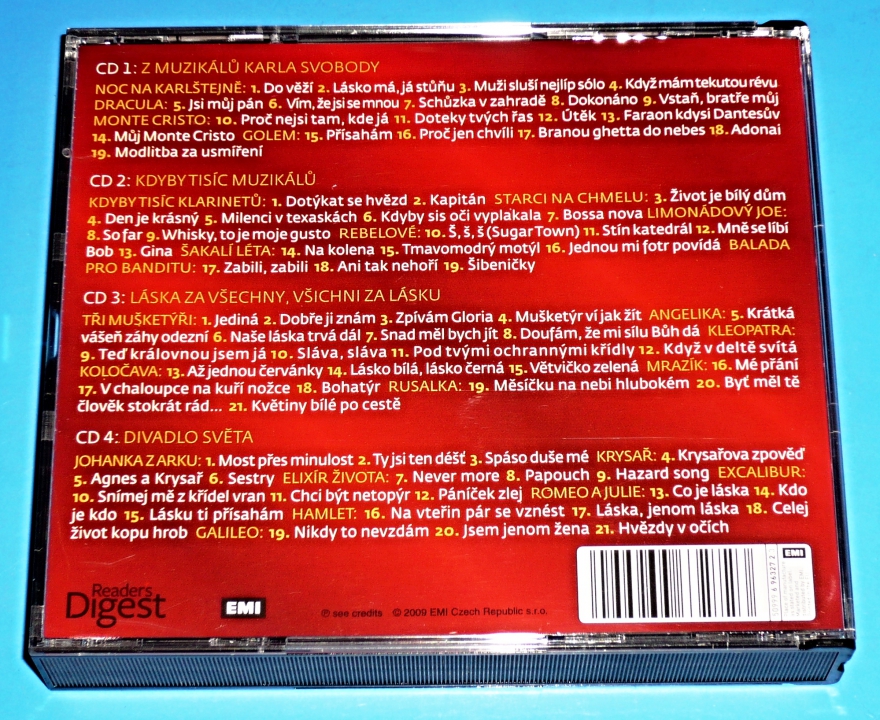 CD 1: Z MUZIKÁLŮ KARLA SVOBODY
NOC NA KARLŠTEJNĚ: 1. Do věží 2. Lásko má, já stůňu 3. Muži sluší nejlíp sólo 4. Když mám tekutou révu
DRACULA: 5. Jsi můj pán 6. Vím, že jsi se mnou 7. Schůzka v zahradě 8. Dokonáno 9. Vstaň, bratře můj
MONTE CRISTO: 10. Proč nejsi tam, kde já 11. Doteky tvých řas 12. Útěk 13. Faraon kdysi Dantesův
14. Můj Monte Cristo GOLEM: 15. Přísahám 16. Proč jen chvíli 17. Branou ghetta do nebes 18. Adonai
19. Modlitba za usmíření
CD 2: KDYBY TISÍC MUZIKÁLŮ
KDYBY TISÍC KLARINETŮ: 1. Dotýkat se hvězd 2. Kapitán STARCI NA CHMELU: 3. Život je bílý dům
4. Den je krásný 5. Milenci v texaskách 6. Kdyby sis oči vyplakala 7. Bossa nova LIMONÁDOVÝ JOE:
8. So far 9. Whisky, to je moje gusto REBELOVÉ: 10. Š, š, š (Sugar Town) 11. Stín katedrál 12. Mně se líbí
Bob 13. Gina ŠAKALÍ LÉTA: 14. Na kolena 15. Tmavomodrý motýl 16. Jednou mi fotr povídá BALADA
PRO BANDITU: 17. Zabili, zabili 18. Ani tak nehoří 19. Šibeničky
CD 3: LÁSKA ZA VŠECHNY, VŠICHNI ZA LÁSKU
TŘI MUŠKETÝŘI: 1. Jediná 2. Dobře ji znám 3. Zpívám Gloria 4. Mušketýr ví jak žít ANGELIKA: 5. Krátká
vášeň záhy odezní 6. Naše láska trvá dál 7. Snad měl bych jít 8. Doufám, že mi sílu Bůh dá KLEOPATRA:
9. Teď královnou jsem já 10. Sláva, sláva 11. Pod tvými ochrannými křídly 12. Když v deltě svítá
KOLOČAVA: 13. Až jednou červánky 14. Lásko bílá, lásko černá 15. Větvičko zelená MRAZÍK: 16. Mé přání
17. V chaloupce na kuří nožce 18. Bohatýr RUSALKA: 19. Měsíčku na nebi hlubokém 20. Byť měl tě
člověk stokrát rád... 21. Květiny bílé po cestě
CD 4: DIVADLO SVĚTA
JOHANKA Z ARKU: 1. Most přes minulost 2. Ty jsi ten déšť 3. Spáso duše mé KRYSAŘ: 4. Krysařova zpověď
5. Agnes a Krysař 6. Sestry ELIXÍR ŽIVOTA: 7. Never more 8. Papouch 9. Hazard song EXCALIBUR:
10. Snímej mě z křídel vran 11. Chci být netopýr 12. Páníček zlej ROMEO A JULIE: 13. Co je láska 14. Kdo
je kdo 15. Lásku ti přísahám HAMLET: 16. Na vteřin pár se vznést 17. Láska, jenom láska 18. Celej
život kopu hrob GALILEO: 19. Nikdy to nevzdám 20. Jsem jenom žena 21. Hvězdy v očích
EMI
Readers
Digest
EMI
℗ see credits © 2009 EMI Czech Republic s.r.o.